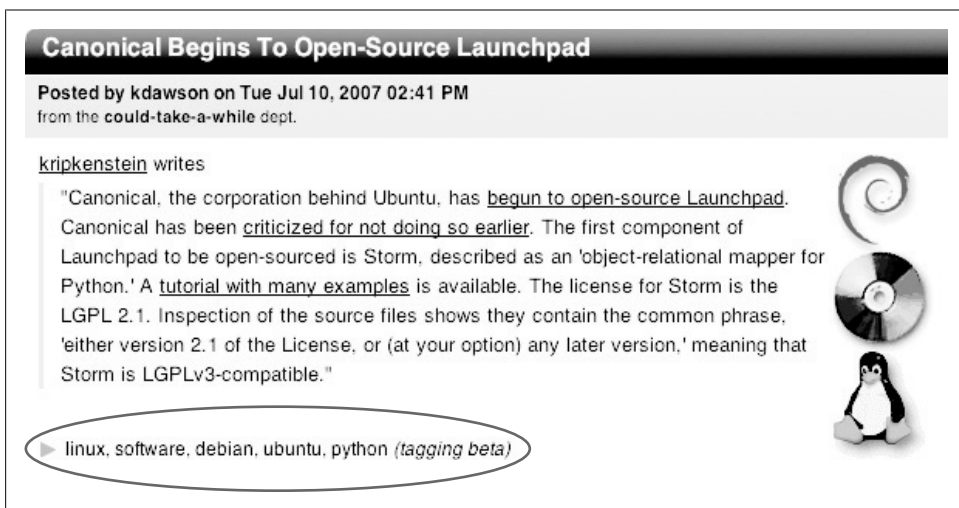 Canonical Begins To Open-Source Launchpad
Posted by kdawson on Tue Jul 10, 2007 02:41 PM
from the could-take-a-while dept.
kripkenstein writes
"Canonical, the corporation behind Ubuntu, has begun to open-source Launchpad.
Canonical has been criticized for not doing so earlier. The first component of
Launchpad to be open-sourced is Storm, described as an 'object-relational mapper for
Python.' A tutorial with many examples is available. The license for Storm is the
LGPL 2.1. Inspection of the source files shows they contain the common phrase,
'either version 2.1 of the License, or (at your option) any later version,' meaning that
Storm is LGPLv3-compatible."
linux, software, debian, ubuntu, python (tagging beta)